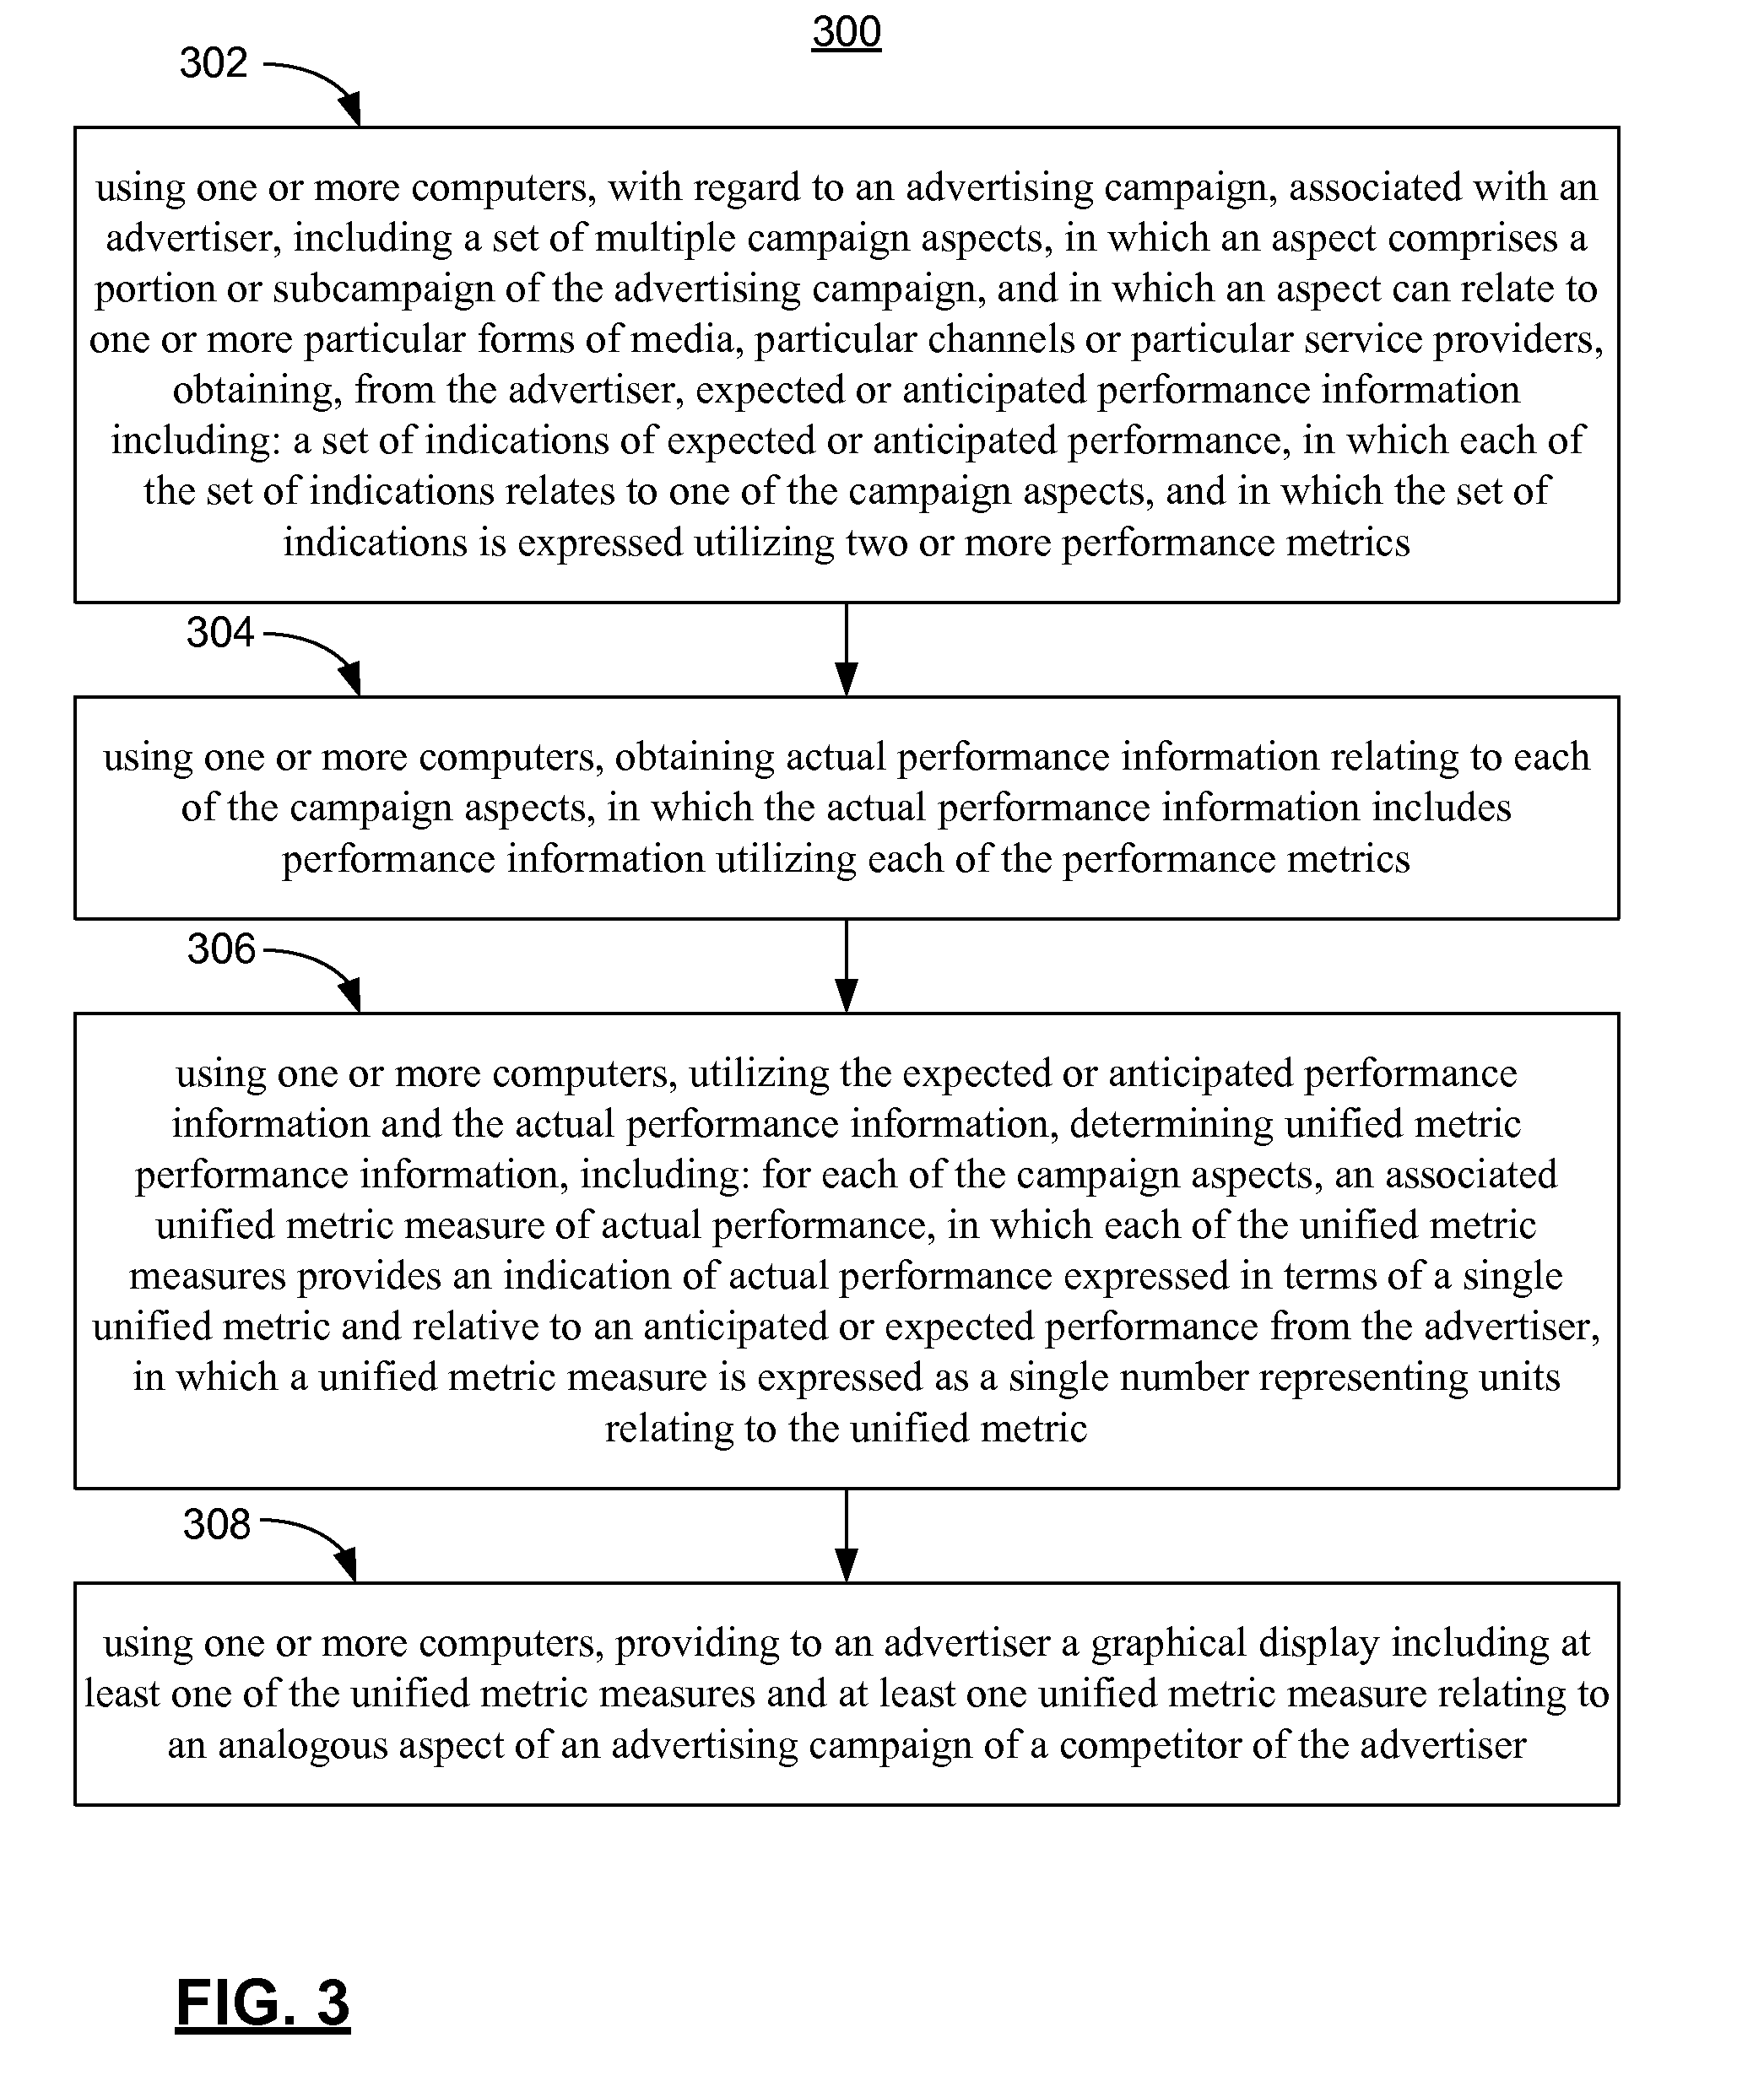 300
302
using one or more computers, with regard to an advertising campaign, associated with an
advertiser, including a set of multiple campaign aspects, in which an aspect comprises a
portion or subcampaign of the advertising campaign, and in which an aspect can relate to
one or more particular forms of media, particular channels or particular service providers,
obtaining, from the advertiser, expected or anticipated performance information
including: a set of indications of expected or anticipated performance, in which each of
the set of indications relates to one of the campaign aspects, and in which the set of
indications is expressed utilizing two or more performance metrics
304
using one or more computers, obtaining actual performance information relating to each
of the campaign aspects, in which the actual performance information includes
performance information utilizing each of the performance metrics
306
using one or more computers, utilizing the expected or anticipated performance
information and the actual performance information, determining unified metric
performance information, including: for each of the campaign aspects, an associated
unified metric measure of actual performance, in which each of the unified metric
measures provides an indication of actual performance expressed in terms of a single
unified metric and relative to an anticipated or expected performance from the advertiser,
in which a unified metric measure is expressed as a single number representing units
relating to the unified metric
308
using one or more computers, providing to an advertiser a graphical display including at
least one of the unified metric measures and at least one unified metric measure relating to
an analogous aspect of an advertising campaign of a competitor of the advertiser
FIG. 3